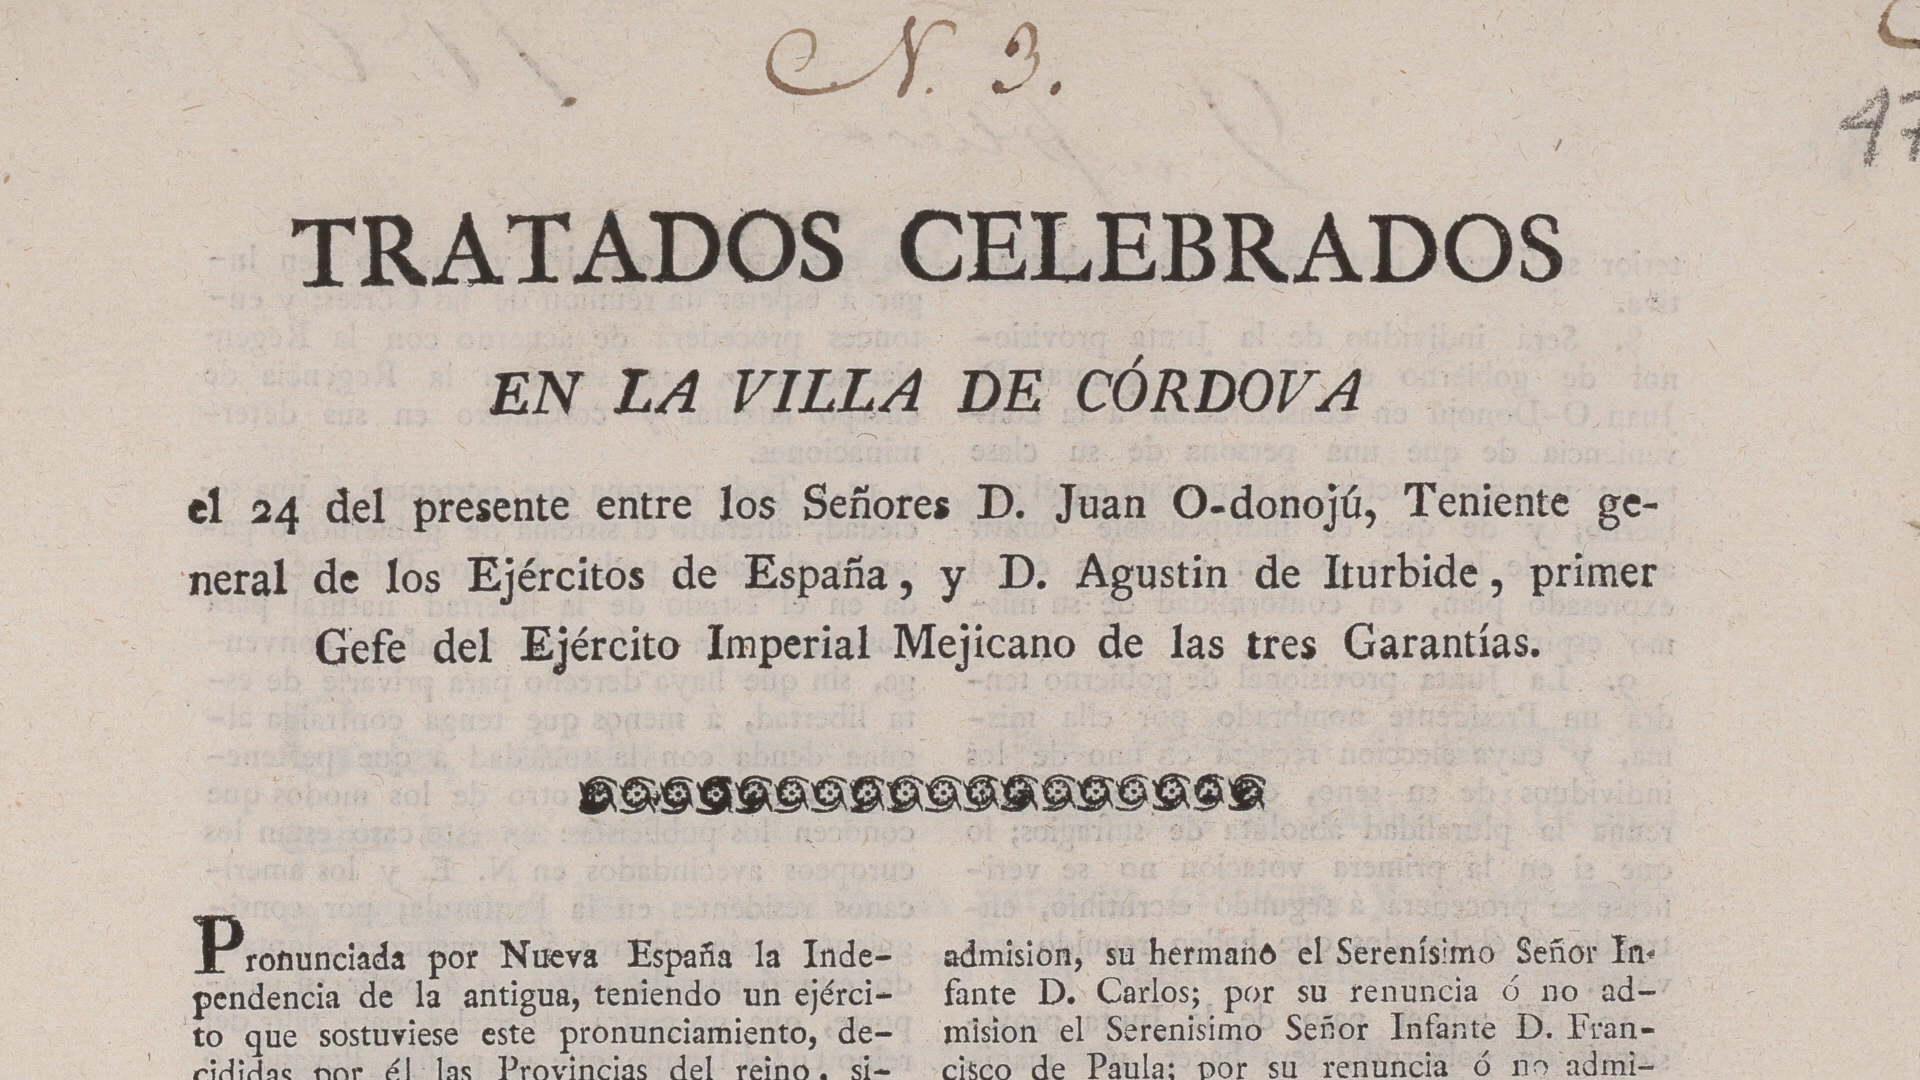 N. 3.
47
TRATADOS CELEBRADOS
EN LA VILLA DE CÓRDOVA
el 24 del presente entre los Señores D. Juan O-donojú, Teniente ge-
neral de los Ejércitos de España, y D. Agustin de Iturbide, primer
Gefe del Ejército Imperial Mejicano de las tres Garantías.
Pronunciada por Nueva España la Inde-
pendencia de la antigua, teniendo un ejérci-
to que sostuviese este pronunciamiento, de-
cididas por él las Provincias del reino, si-
admision, su hermano el Serenísimo Señor In-
fante D. Carlos; por su renuncia ó no ad-
mision el Serenisimo Señor Infante D. Fran-
cisco de Paula; por su renuncia ó no admi-